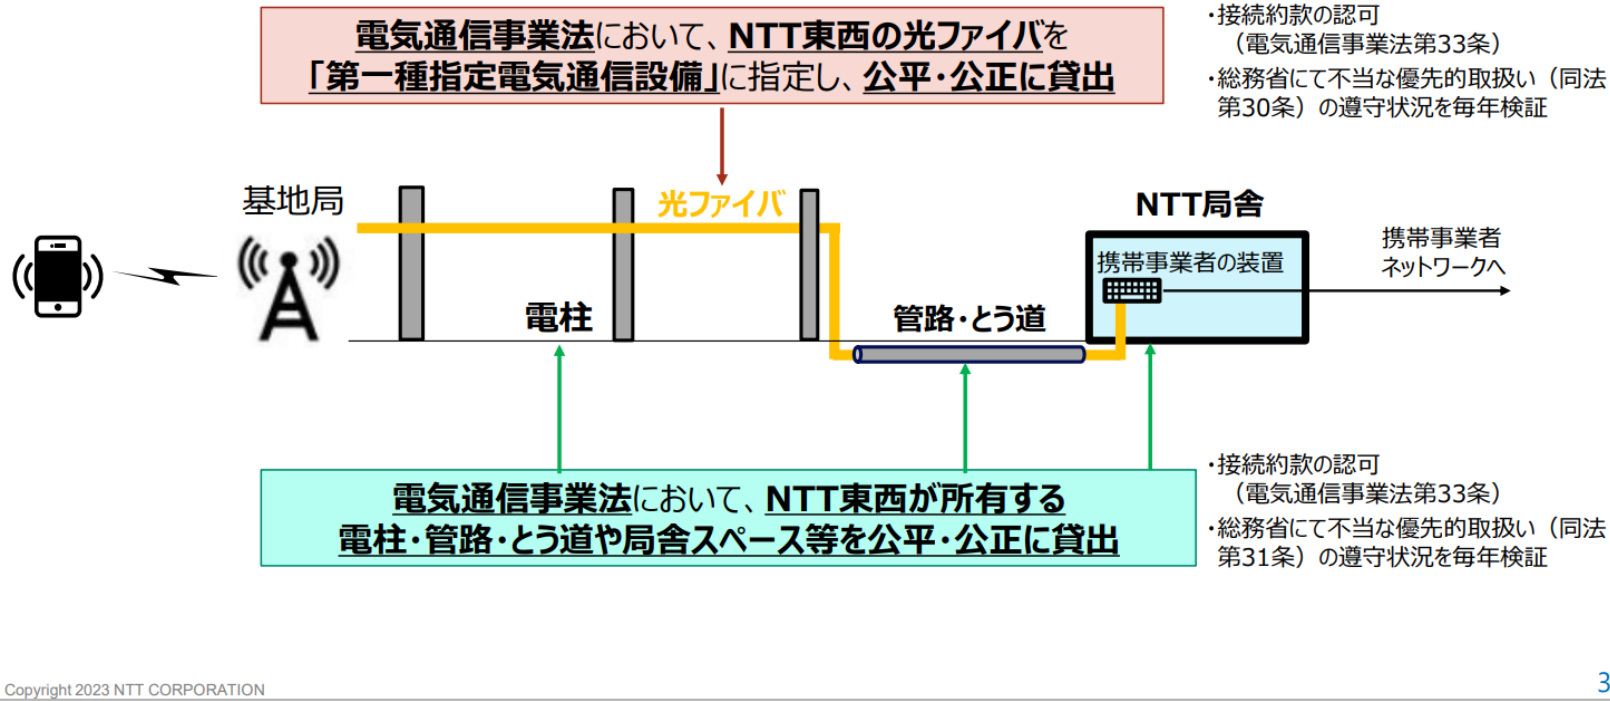 電気通信事業法において、NTT東西の光ファイバを
「第一種指定電気通信設備」に指定し、公平・公正に貸出
・接続約款の認可
（電気通信事業法第33条）
・総務省にて不当な優先的取扱い（同法
第30条）の遵守状況を毎年検証
基地局
光ファイバ
NTT局舎
携帯事業者
ネットワークへ
携帯事業者の装置
電柱
管路・とう道
電気通信事業法において、NTT東西が所有する
電柱・管路・とう道や局舎スペース等を公平・公正に貸出
・接続約款の認可
（電気通信事業法第33条）
・総務省にて不当な優先的取扱い（同法
第31条）の遵守状況を毎年検証
Copyright 2023 NTT CORPORATION
3